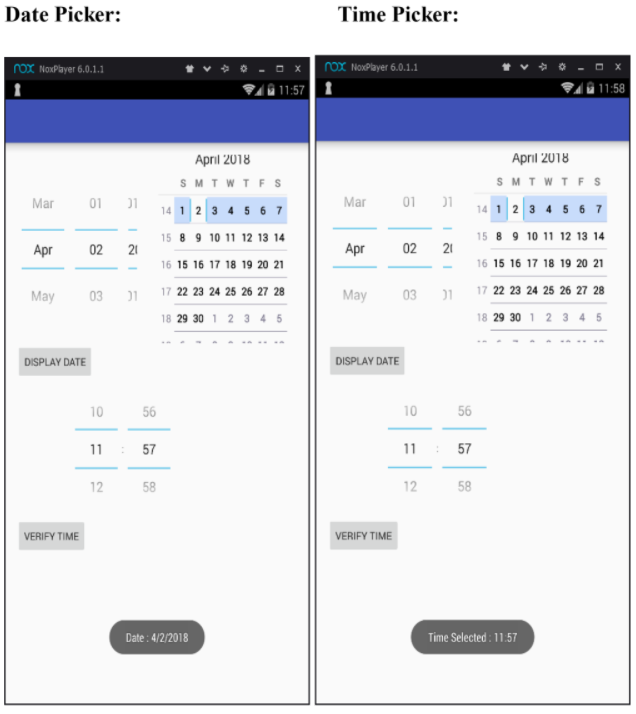 Date Picker:
NOX NoxPlayer 6.0.1.1
11:57
April 2018
S M T W T F S
14 1 2 3 4 5 6 7
15 8 9 10 11 12 13 14
16 15 16 17 18 19 20 21
17 22 23 24 25 26 27 28
18 29 30 1 2 3 4 5
Mar 01
Apr 02
May 03
DISPLAY DATE
10 56
11 : 57
12 58
VERIFY TIME
Date : 4/2/2018
Time Picker:
NOX NoxPlayer 6.0.1.1
11:58
April 2018
S M T W T F S
14 1 2 3 4 5 6 7
15 8 9 10 11 12 13 14
16 15 16 17 18 19 20 21
17 22 23 24 25 26 27 28
18 29 30 1 2 3 4 5
Mar 01
Apr 02
May 03
DISPLAY DATE
10 56
11 : 57
12 58
VERIFY TIME
Time Selected : 11:57